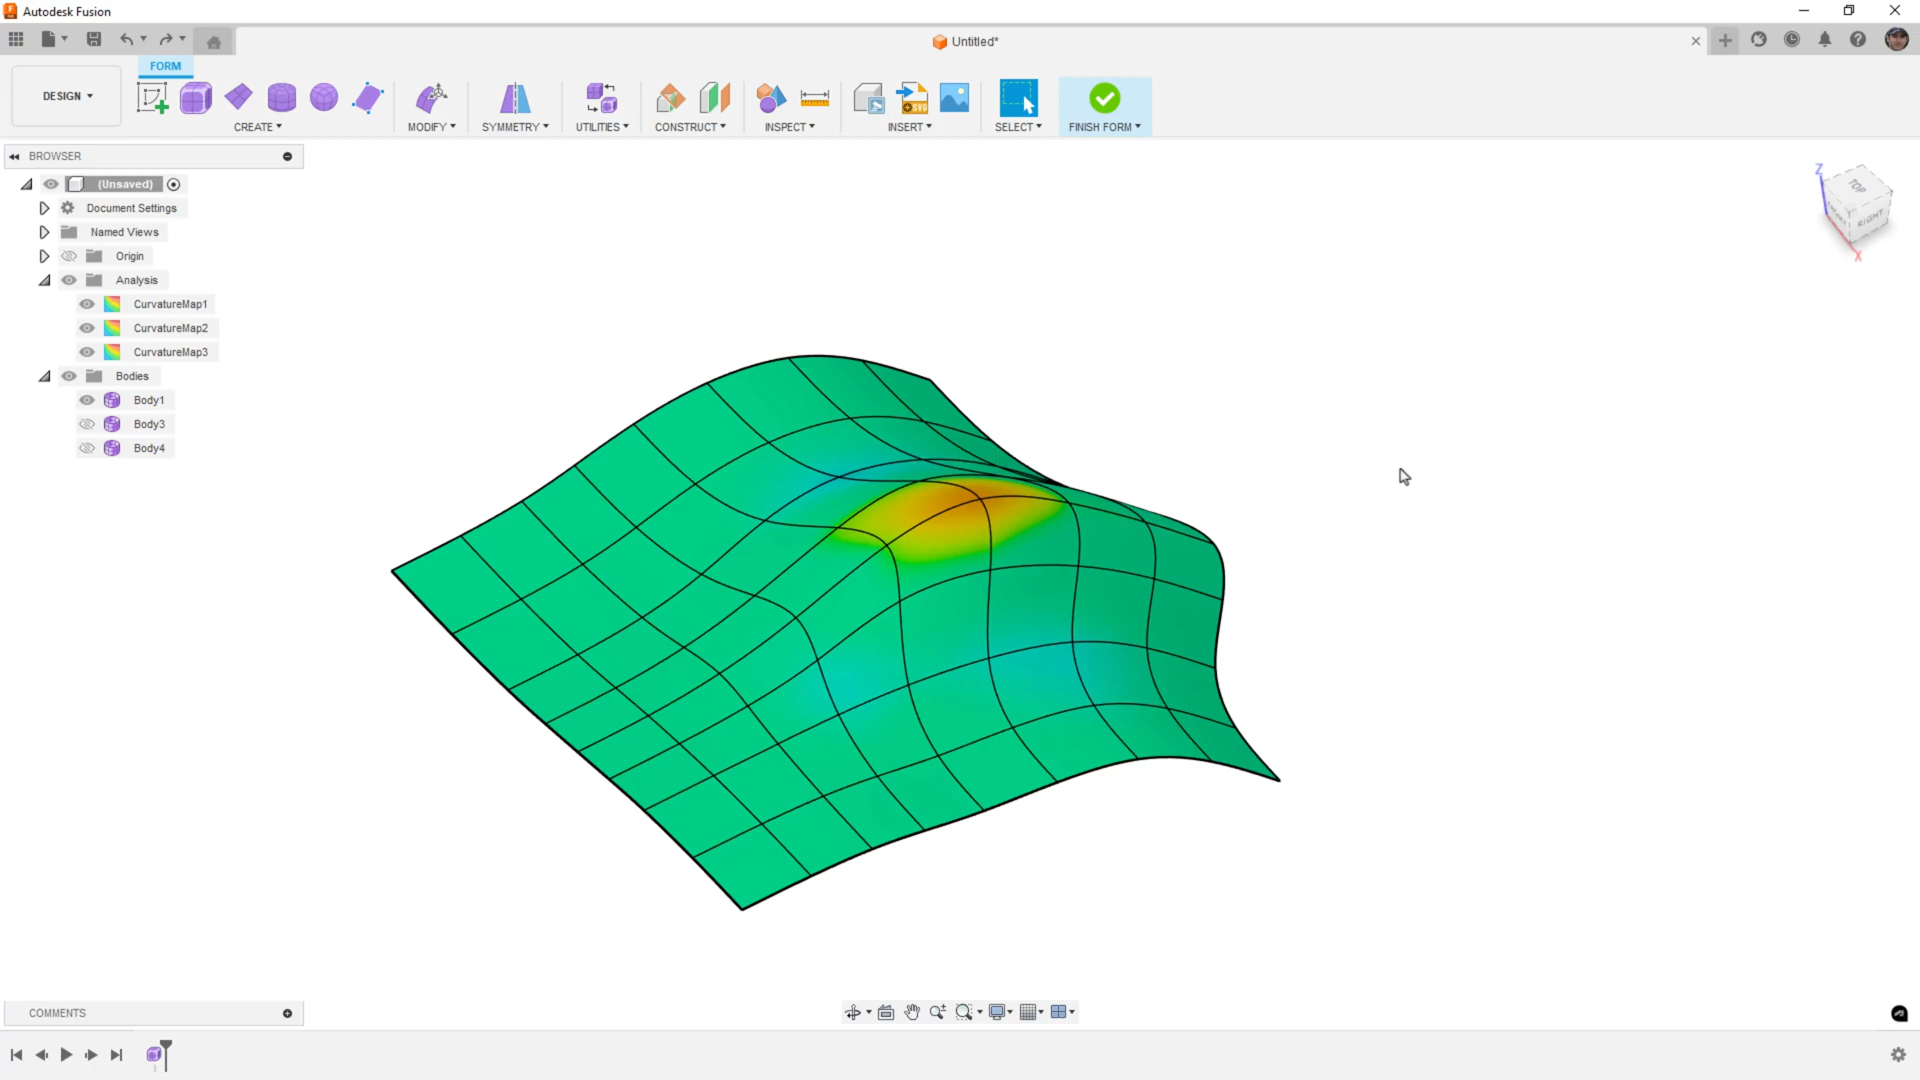 Autodesk Fusion
Untitled*
FORM
DESIGN
CREATE
MODIFY
SYMMETRY
UTILITIES
CONSTRUCT
INSPECT
INSERT
SELECT
FINISH FORM
BROWSER
(Unsaved)
Document Settings
Named Views
Origin
Analysis
CurvatureMap1
CurvatureMap2
CurvatureMap3
Bodies
Body1
Body3
Body4
Z
TOP
RIGHT
X
COMMENTS